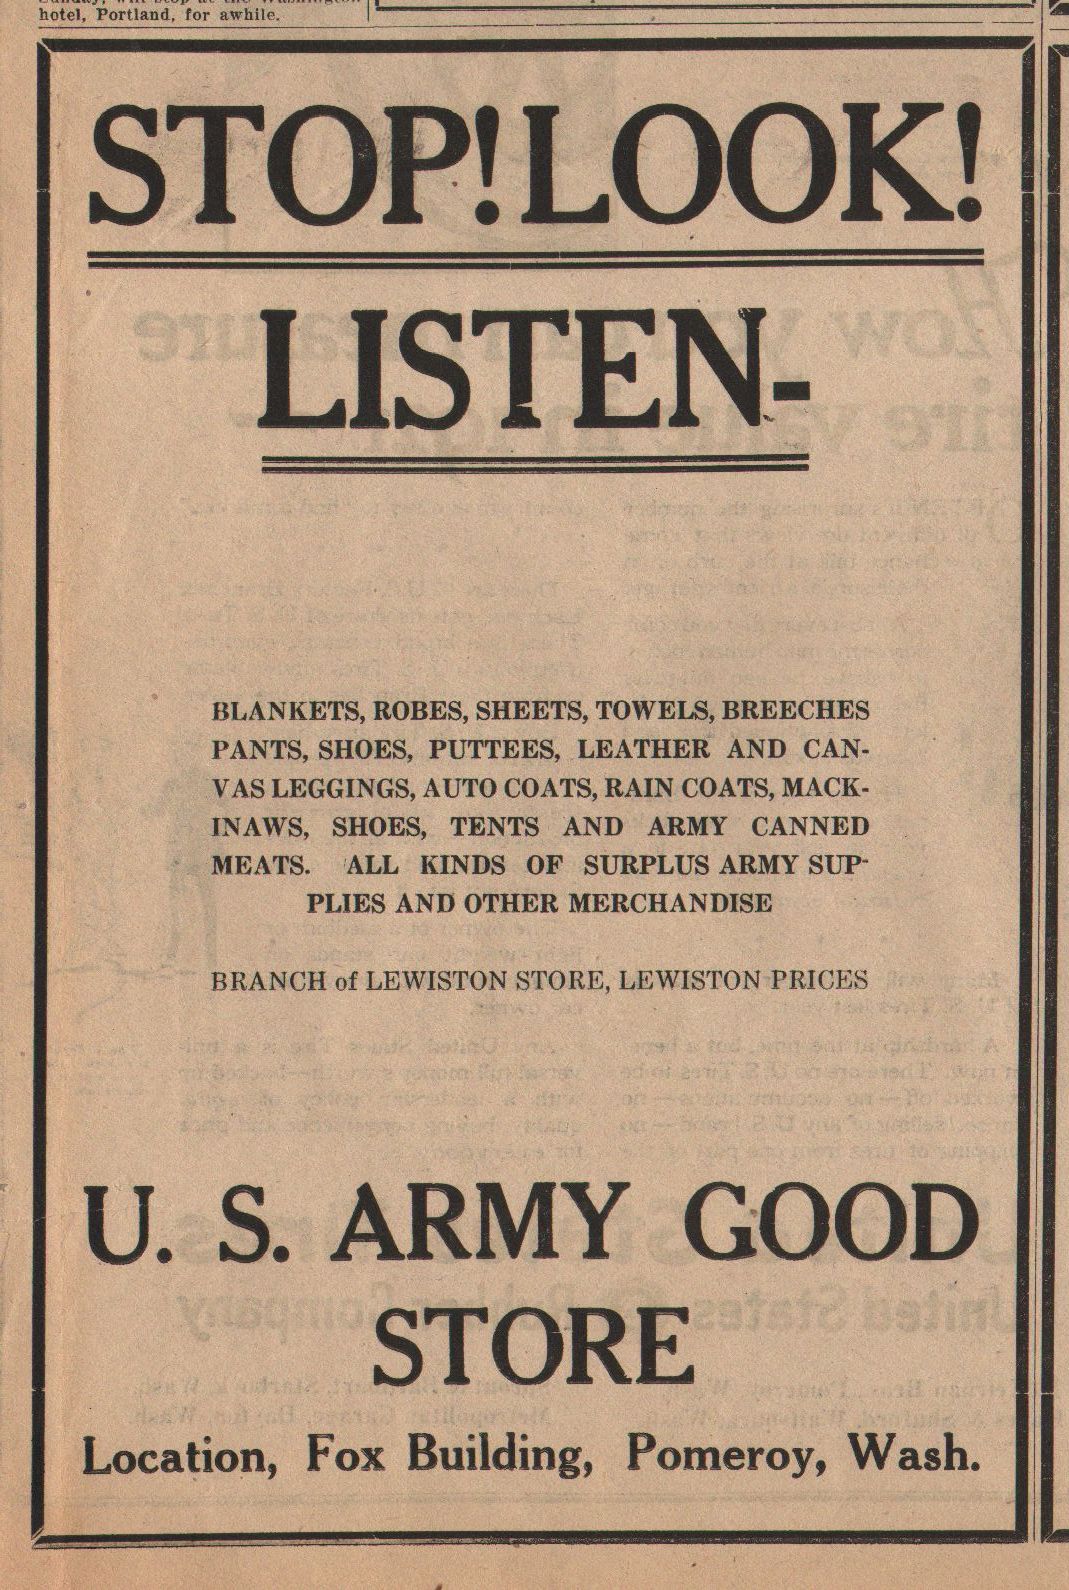 hotel, Portland, for awhile.
STOP! LOOK!
LISTEN-
BLANKETS, ROBES, SHEETS, TOWELS, BREECHES
PANTS, SHOES, PUTTEES, LEATHER AND CAN-
VAS LEGGINGS, AUTO COATS, RAIN COATS, MACK-
INAWS, SHOES, TENTS AND ARMY CANNED
MEATS. ALL KINDS OF SURPLUS ARMY SUP-
PLIES AND OTHER MERCHANDISE
BRANCH of LEWISTON STORE, LEWISTON PRICES
U. S. ARMY GOOD
STORE
Location, Fox Building, Pomeroy, Wash.